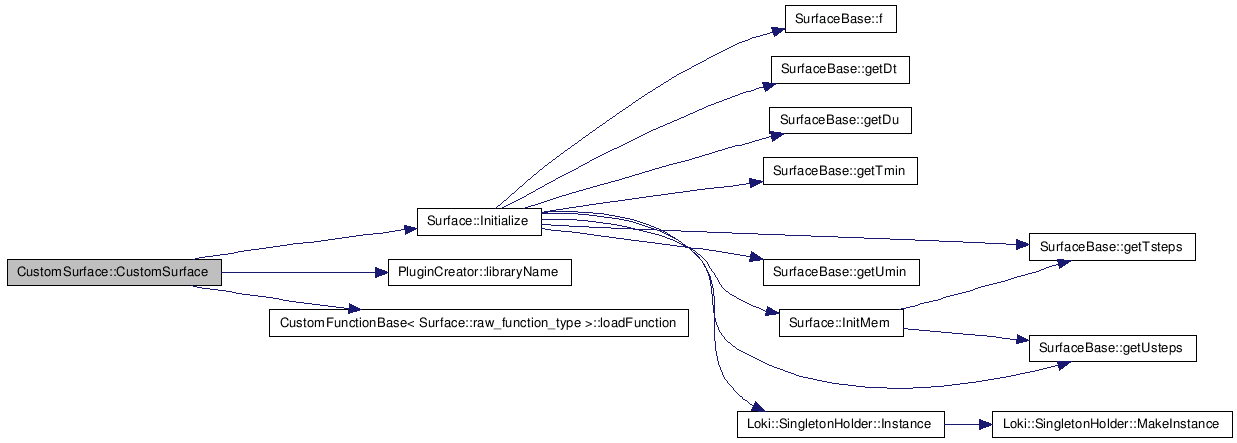 SurfaceBase::f
SurfaceBase::getDt
SurfaceBase::getDu
SurfaceBase::getTmin
Surface::Initialize
SurfaceBase::getTsteps
CustomSurface::CustomSurface
PluginCreator::libraryName
SurfaceBase::getUmin
CustomFunctionBase< Surface::raw_function_type >::loadFunction
Surface::InitMem
SurfaceBase::getUsteps
Loki::SingletonHolder::Instance
Loki::SingletonHolder::MakeInstance